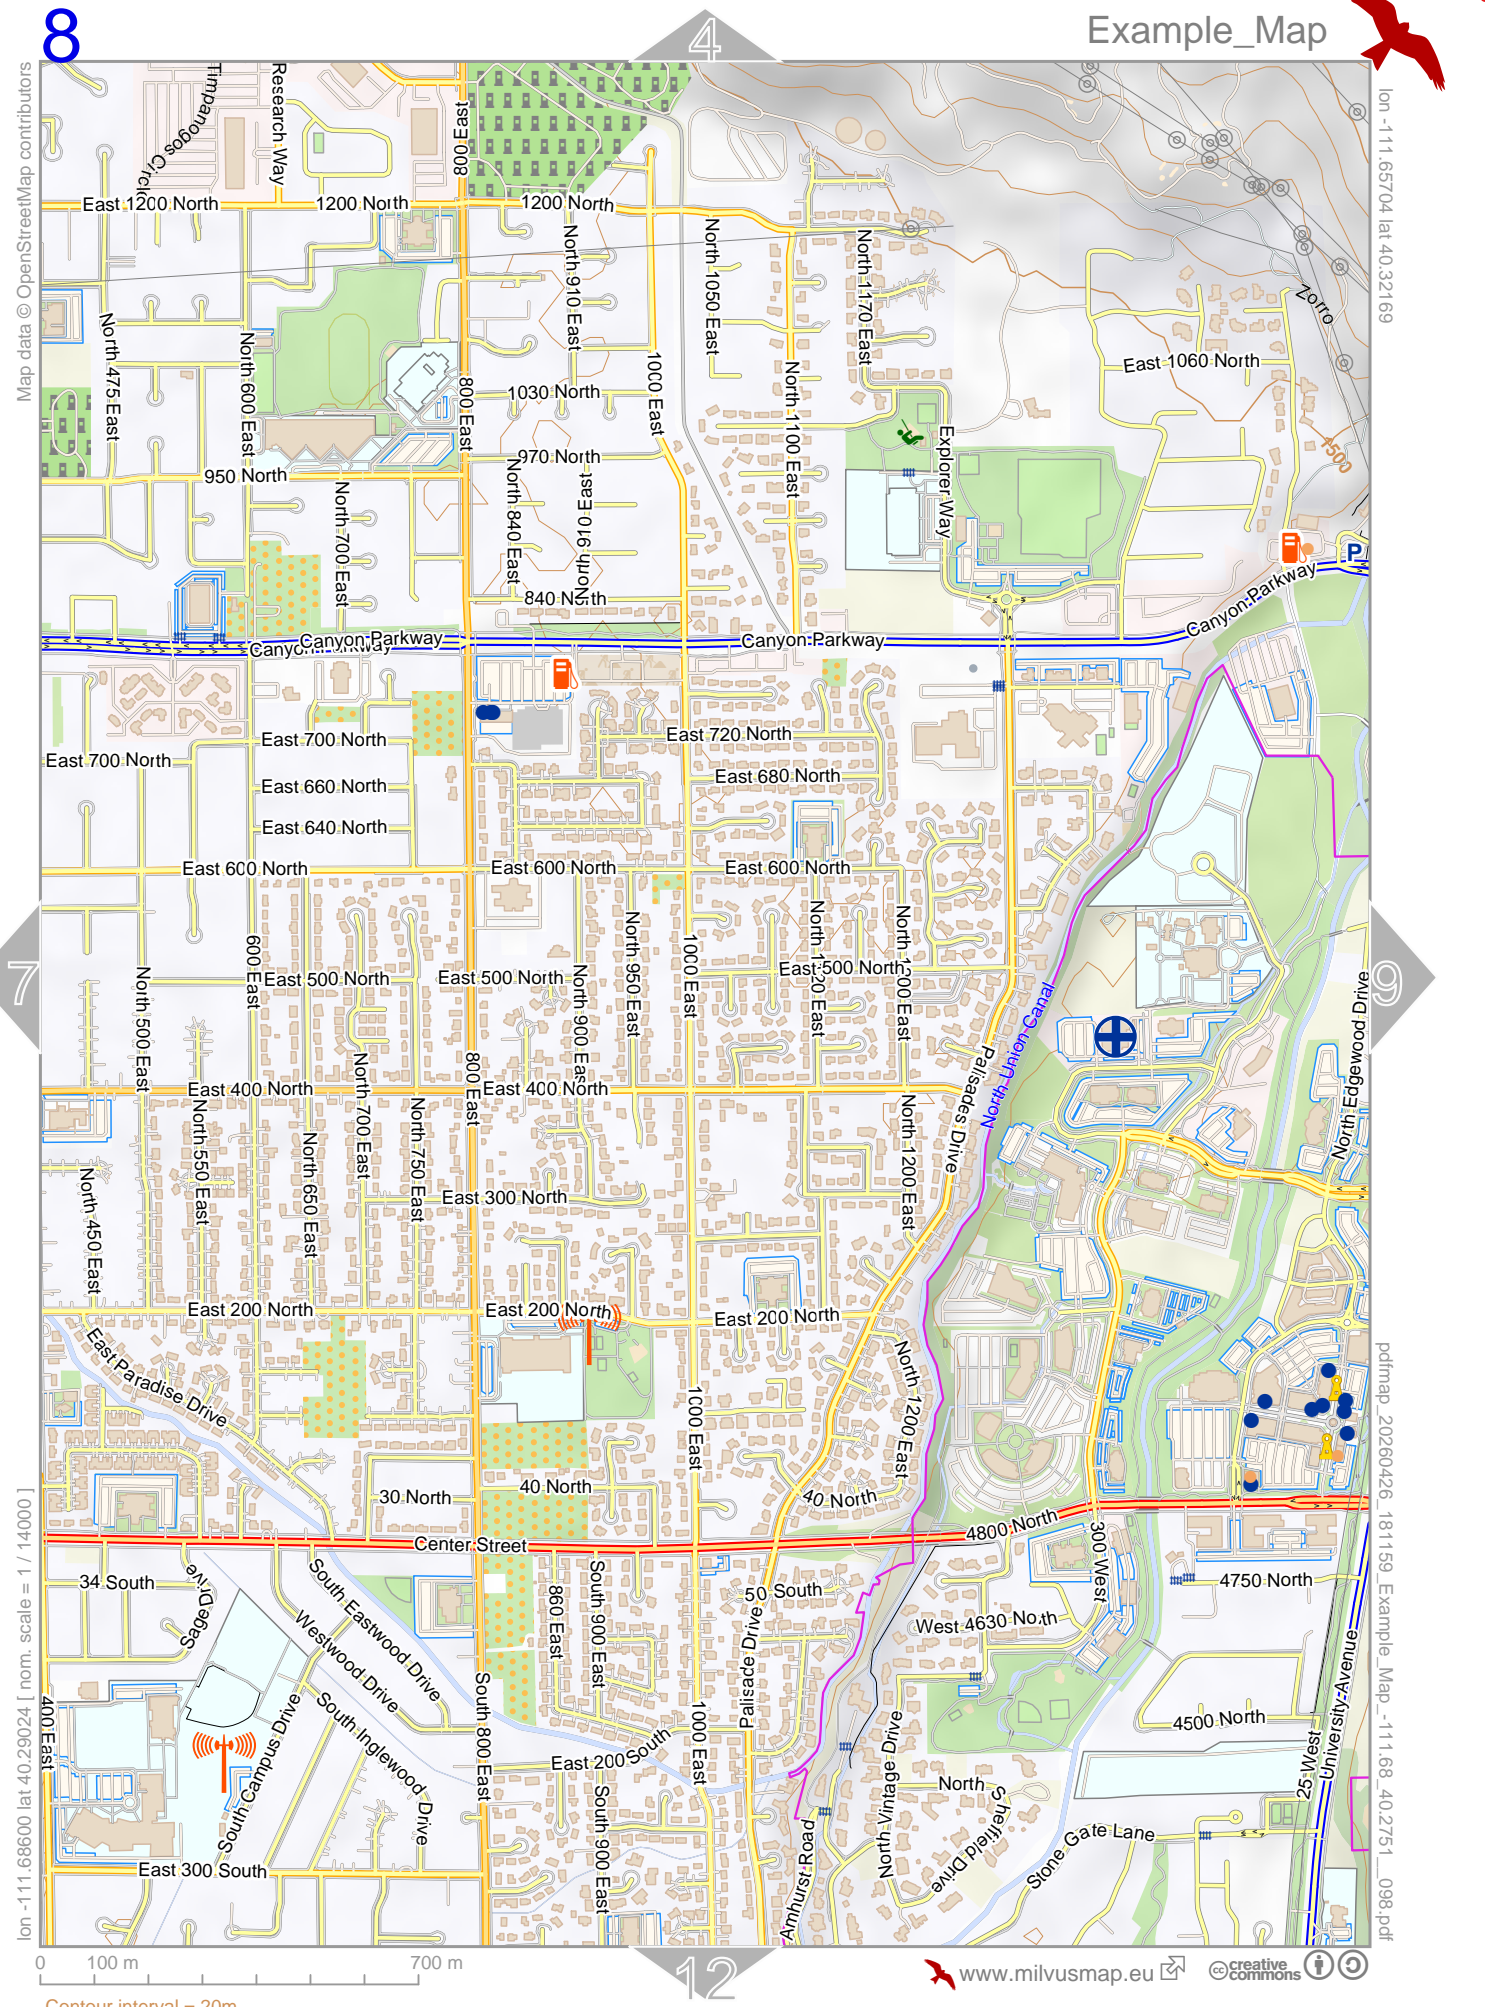 8
4
Example_Map
Map data © OpenStreetMap contributors
lon -111.65704 lat 40.32169
Timpanogos Circle
Research Way
800 East
East 1200 North
1200 North
1200 North
North 910 East
North 1050 East
North 1170 East
Zorro
North 475 East
North 600 East
800 East
1030 North
1000 East
North 1100 East
East 1060 North
1500
950 North
970 North
North 700 East
North 840 East
North 910 East
Explorer Way
P
840 North
Canyon Parkway
Canyon Parkway
Canyon Parkway
Canyon Parkway
East 700 North
East 700 North
East 720 North
East 660 North
East 680 North
East 640 North
East 600 North
East 600 North
East 600 North
7
9
600 East
North 500 East
East 500 North
East 500 North
North 900 East
North 950 East
1000 East
East 500 North
North 1120 East
North 1200 East
North Union Canal
Palisades Drive
North Edgewood Drive
East 400 North
800 East
East 400 North
North 550 East
North 700 East
North 750 East
North 650 East
North 450 East
East 300 North
North 1200 East
East 200 North
East 200 North
East 200 North
East Paradise Drive
1000 East
North 1200 East
30 North
40 North
40 North
Center Street
4800 North
300 West
34 South
Sage Drive
South Eastwood Drive
Westwood Drive
860 East
South 900 East
50 South
Palisade Drive
West 4630 North
4750 North
University Avenue
400 East
South Campus Drive
South Inglewood Drive
South 800 East
East 200 South
1000 East
North Vintage Drive
4500 North
25 West
North Sheffield Drive
Stone Gate Lane
South 900 East
Amhurst Road
East 300 South
lon -111.68600 lat 40.29024 [ nom. scale = 1 / 14000 ]
pdfmap_20260426_181159_Example_Map_-111.68_40.2751__098.pdf
0 100 m 700 m
Contour interval = 20m
12
www.milvusmap.eu
cc creative commons